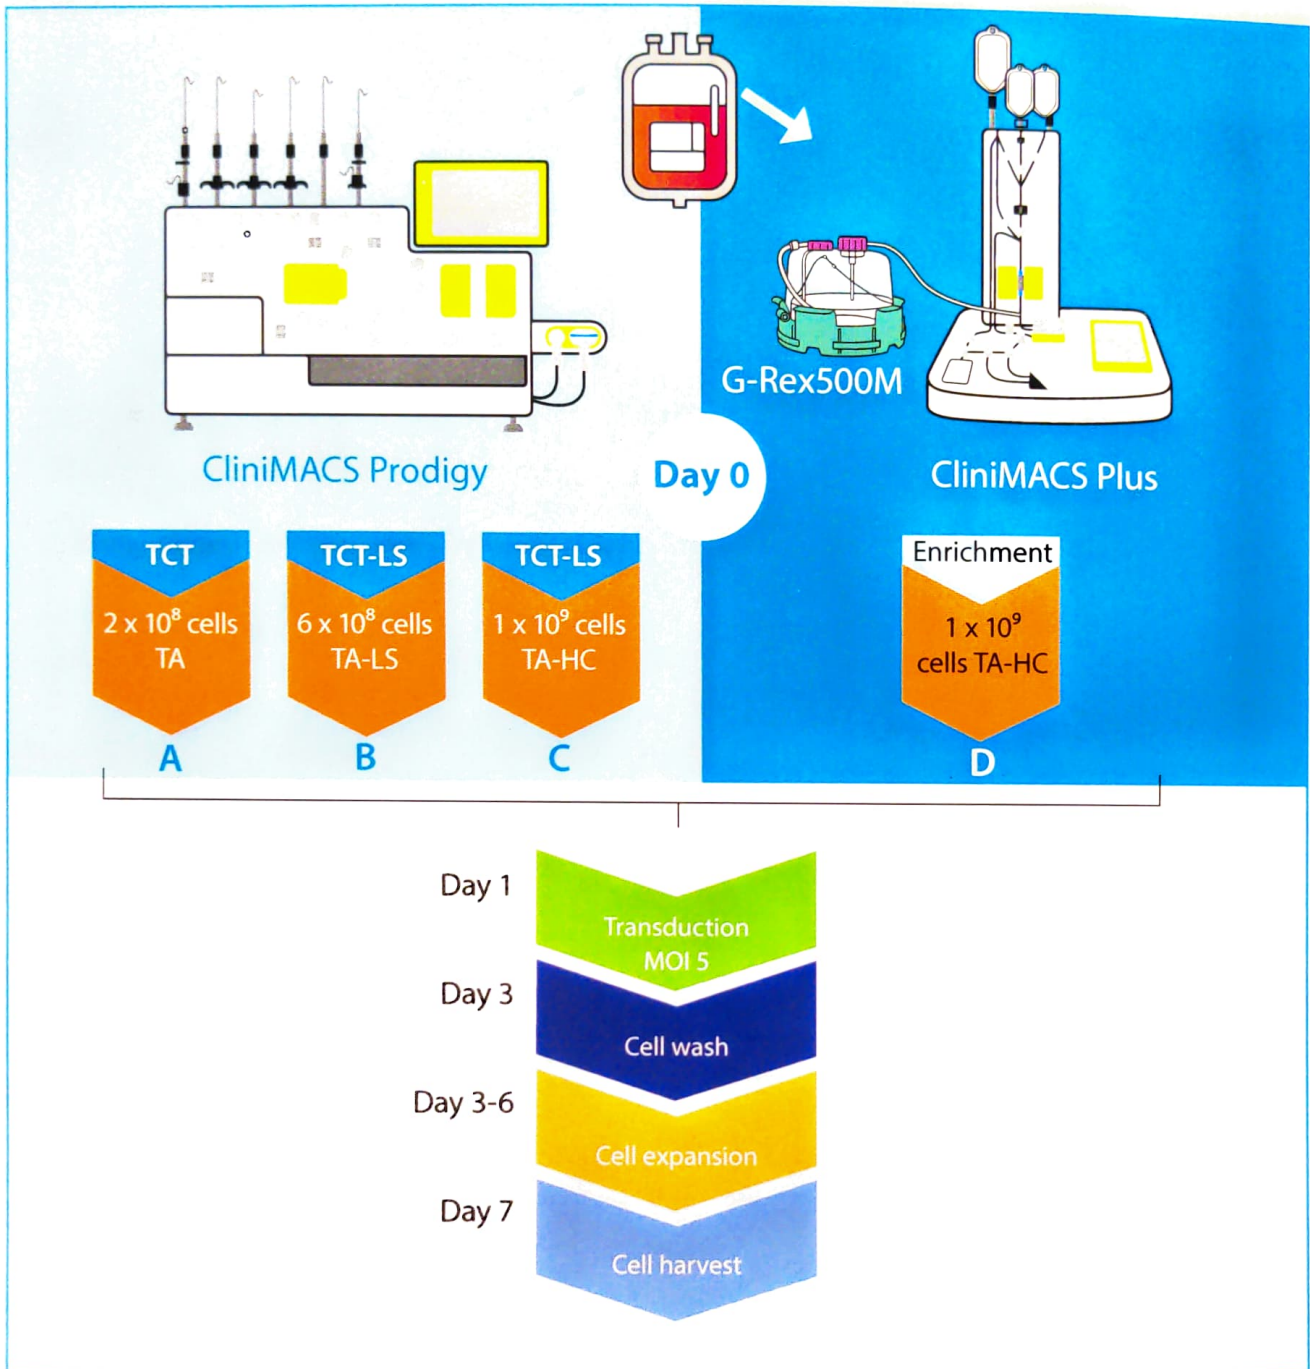 G-Rex500M
CliniMACS Prodigy
Day 0
CliniMACS Plus
TCT
2 x 10⁸ cells
TA
A
TCT-LS
6 x 10⁸ cells
TA-LS
B
TCT-LS
1 x 10⁹ cells
TA-HC
C
Enrichment
1 x 10⁹
cells TA-HC
D
Day 1
Transduction
MOI 5
Day 3
Cell wash
Day 3-6
Cell expansion
Day 7
Cell harvest